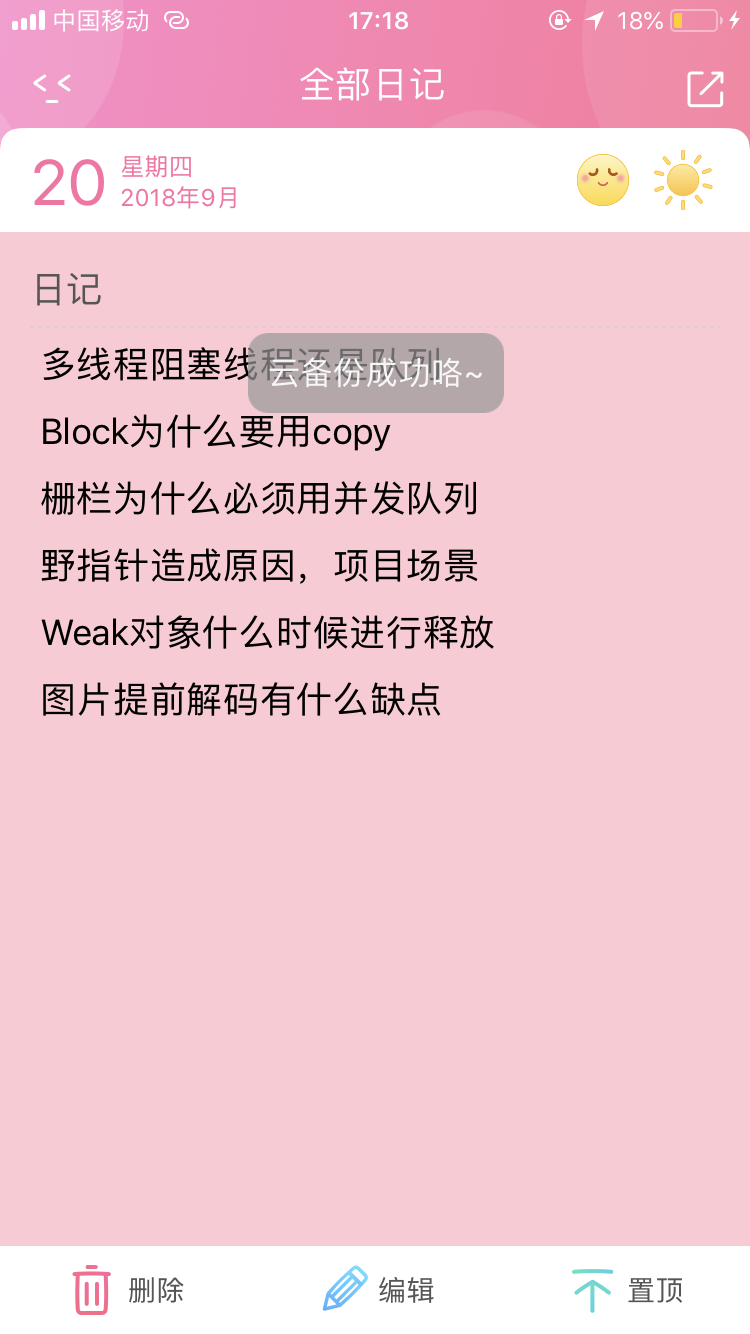 中国移动 17:18 18%
全部日记
20 星期四
2018年9月
日记
多线程阻塞线程还是队列
云备份成功咯~
Block为什么要用copy
栅栏为什么必须用并发队列
野指针造成原因，项目场景
Weak对象什么时候进行释放
图片提前解码有什么缺点
删除 编辑 置顶